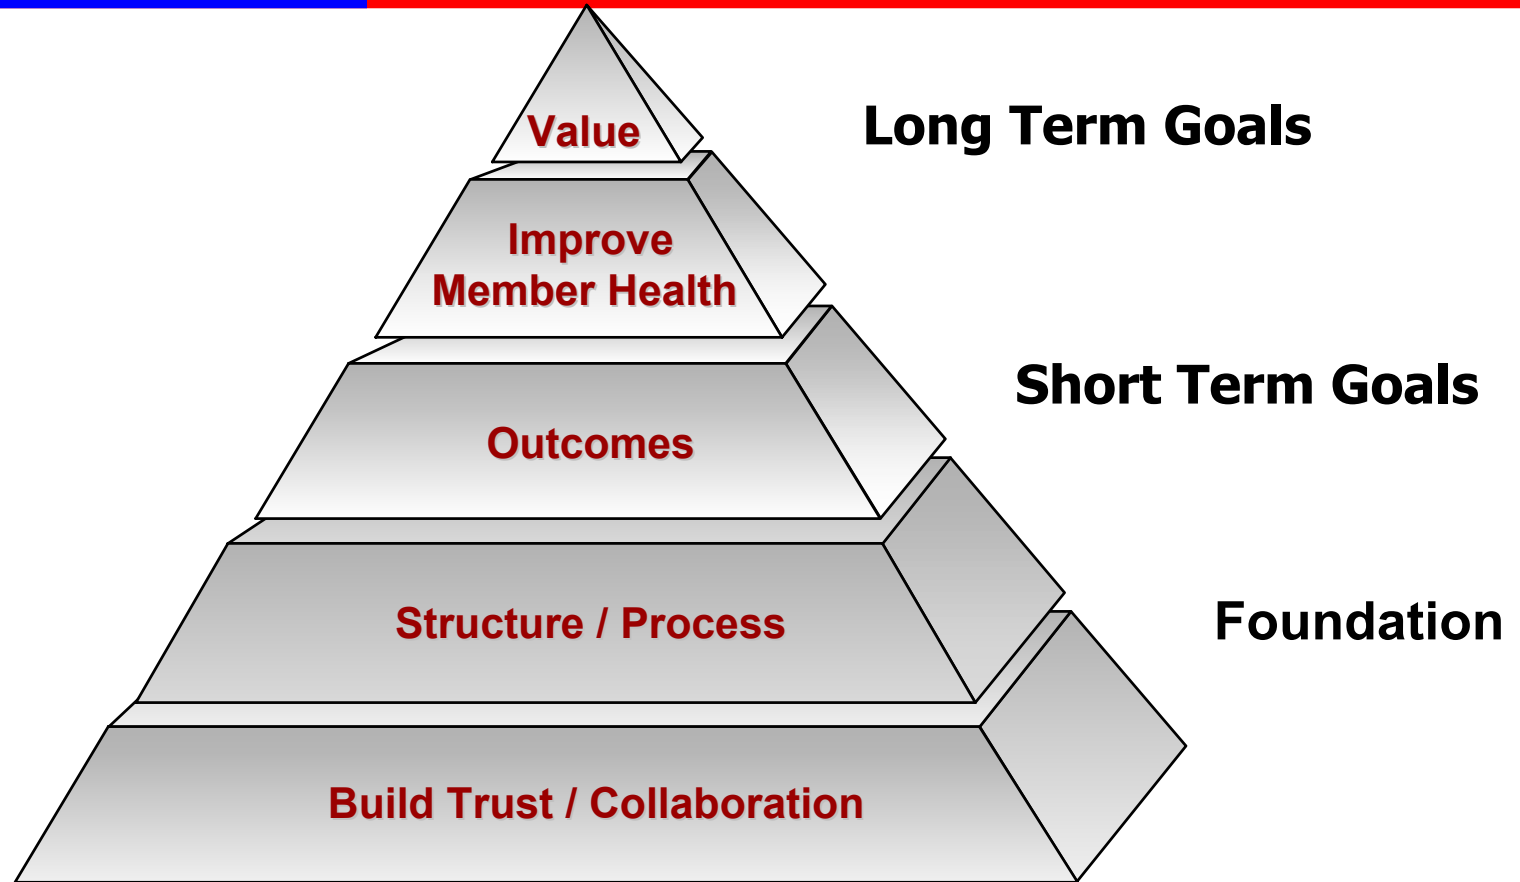 Value
Long Term Goals
Improve
Member Health
Short Term Goals
Outcomes
Structure / Process
Foundation
Build Trust / Collaboration